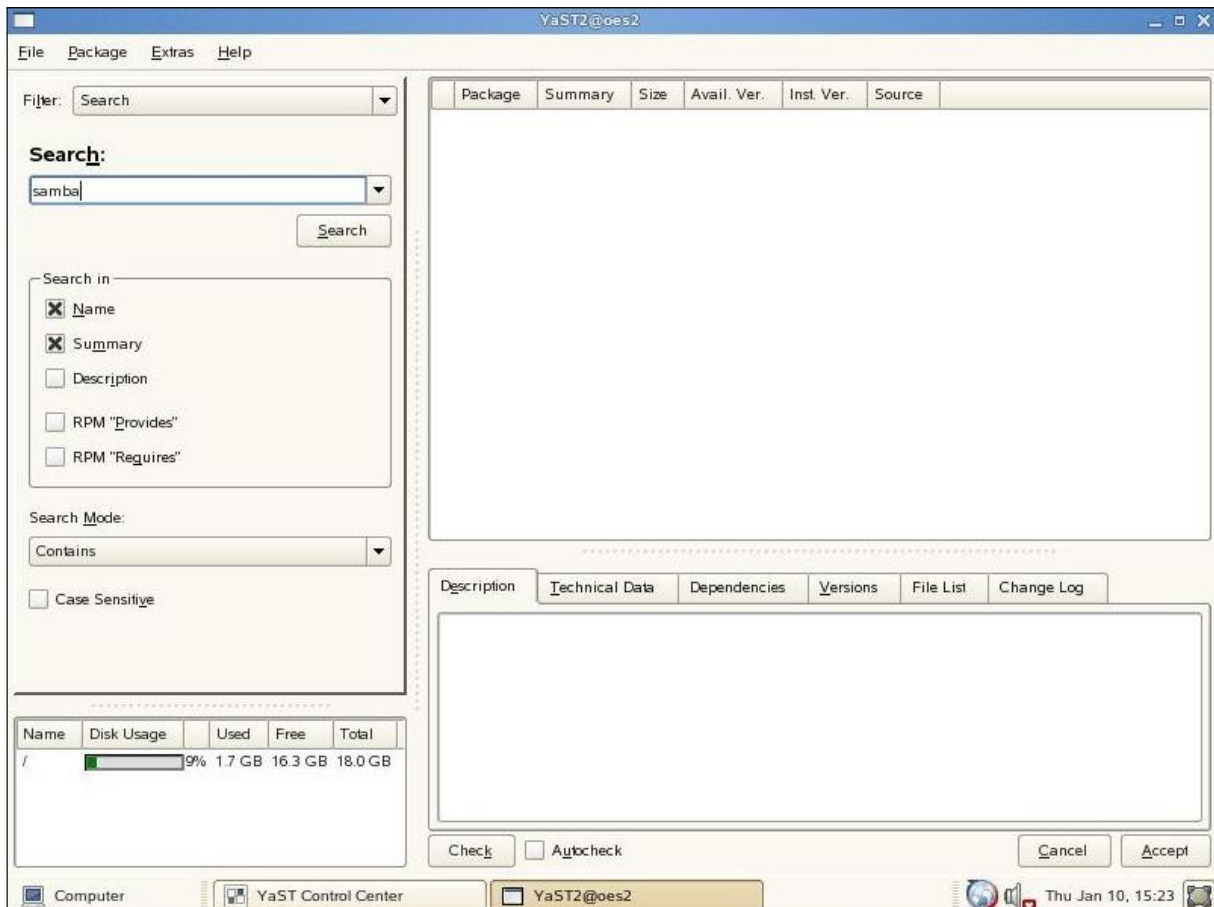 YaST2@oes2
File Package Extras Help
Filter: Search
Search:
samba
Search
Search in
Name
Summary
Description
RPM "Provides"
RPM "Requires"
Search Mode:
Contains
Case Sensitive
Name Disk Usage Used Free Total
/ 9% 1.7 GB 16.3 GB 18.0 GB
Package Summary Size Avail. Ver. Inst. Ver. Source
Description Technical Data Dependencies Versions File List Change Log
Check Autocheck Cancel Accept
Computer YaST Control Center YaST2@oes2 Thu Jan 10, 15:23